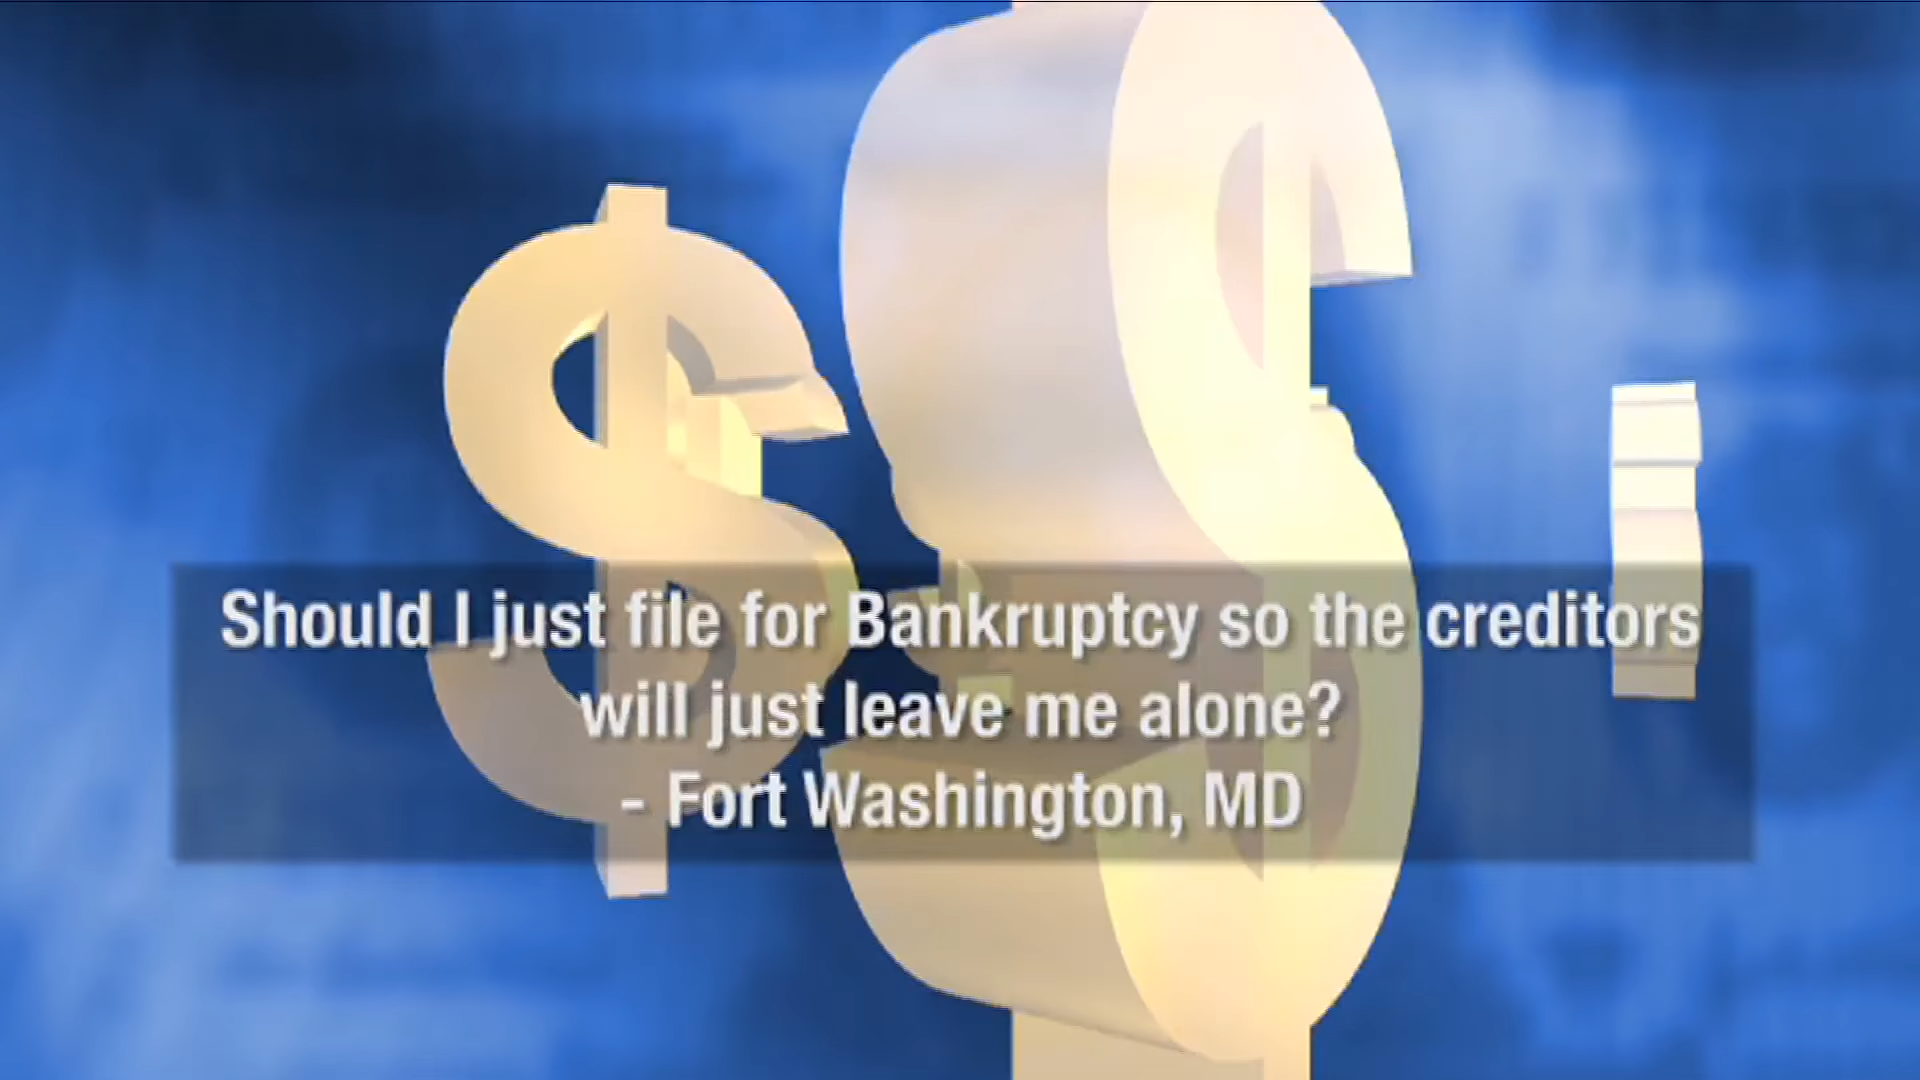 Should I just file for Bankruptcy so the creditors
will just leave me alone?
- Fort Washington, MD